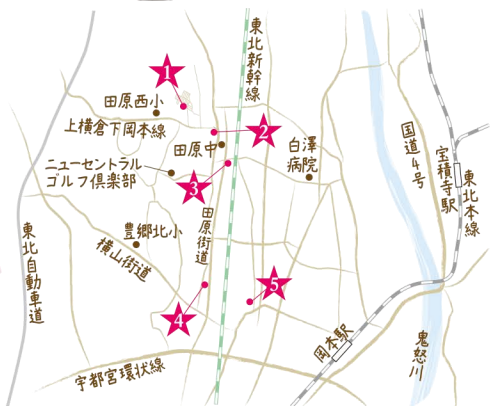 東北新幹線
1
田原西小
上横倉下岡本線
2
田原中
白澤
病院
国道4号
宝積寺駅
東北本線
ニューセントラル
ゴルフ倶楽部
3
田原街道
豊郷北小
横山街道
東北自動車道
4
5
岡本駅
鬼怒川
宇都宮環状線